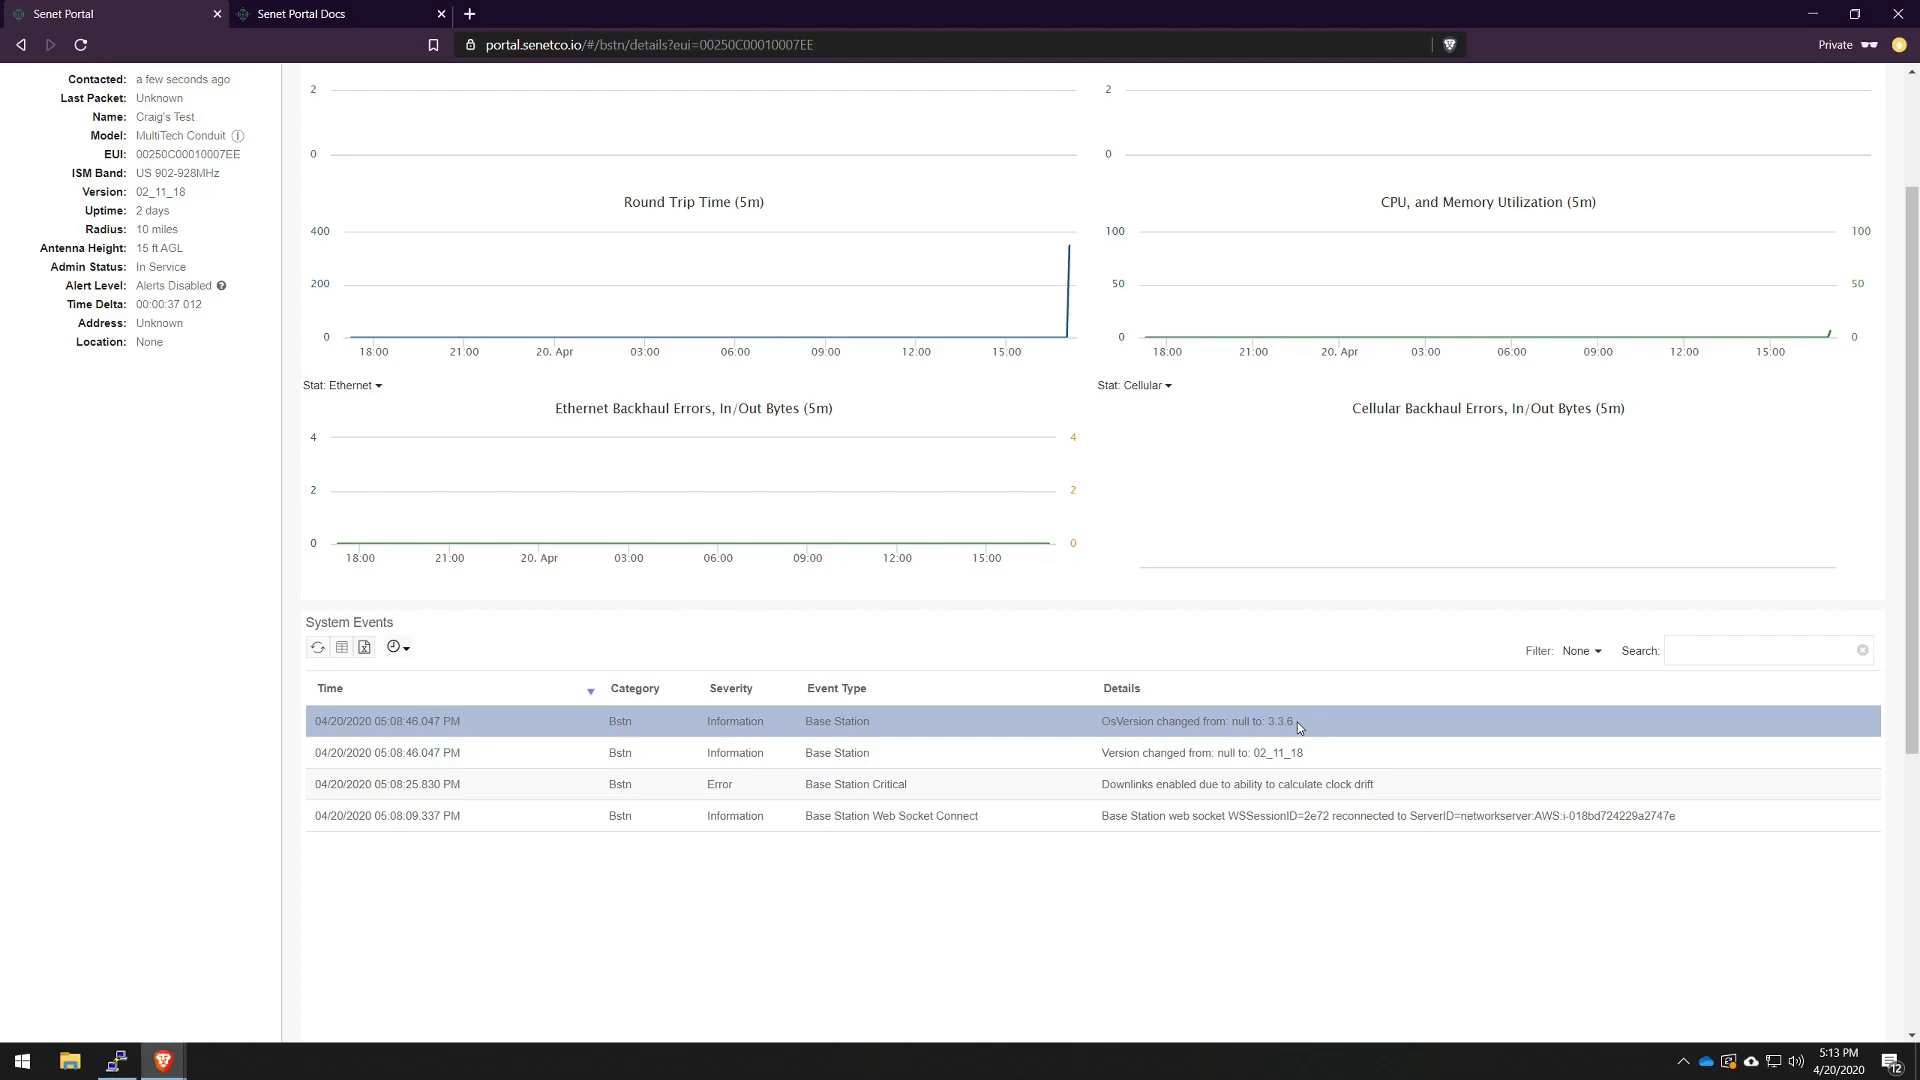 Senet Portal
Senet Portal Docs
portal.senetco.io/#/bstn/details?eui=00250C00010007EE
Private
Contacted: a few seconds ago
Last Packet: Unknown
Name: Craig's Test
Model: MultiTech Conduit
EUI: 00250C00010007EE
ISM Band: US 902-928MHz
Version: 02_11_18
Uptime: 2 days
Radius: 10 miles
Antenna Height: 15 ft AGL
Admin Status: In Service
Alert Level: Alerts Disabled
Time Delta: 00:00:37.012
Address: Unknown
Location: None
2
0
2
0
Round Trip Time (5m)
400
200
0
18:00 21:00 20. Apr 03:00 06:00 09:00 12:00 15:00
CPU, and Memory Utilization (5m)
100 100
50 50
0 0
18:00 21:00 20. Apr 03:00 06:00 09:00 12:00 15:00
Stat: Ethernet
Ethernet Backhaul Errors, In/Out Bytes (5m)
4 4
2 2
0 0
18:00 21:00 20. Apr 03:00 06:00 09:00 12:00 15:00
Stat: Cellular
Cellular Backhaul Errors, In/Out Bytes (5m)
System Events
Filter: None Search:
Time Category Severity Event Type Details
04/20/2020 05:08:46.047 PM Bstn Information Base Station OsVersion changed from: null to: 3.3.6
04/20/2020 05:08:46.047 PM Bstn Information Base Station Version changed from: null to: 02_11_18
04/20/2020 05:08:25.830 PM Bstn Error Base Station Critical Downlinks enabled due to ability to calculate clock drift
04/20/2020 05:08:09.337 PM Bstn Information Base Station Web Socket Connect Base Station web socket WSSessionID=2e72 reconnected to ServerID=networkserver:AWS:i-018bd724229a2747e
5:13 PM
4/20/2020
12